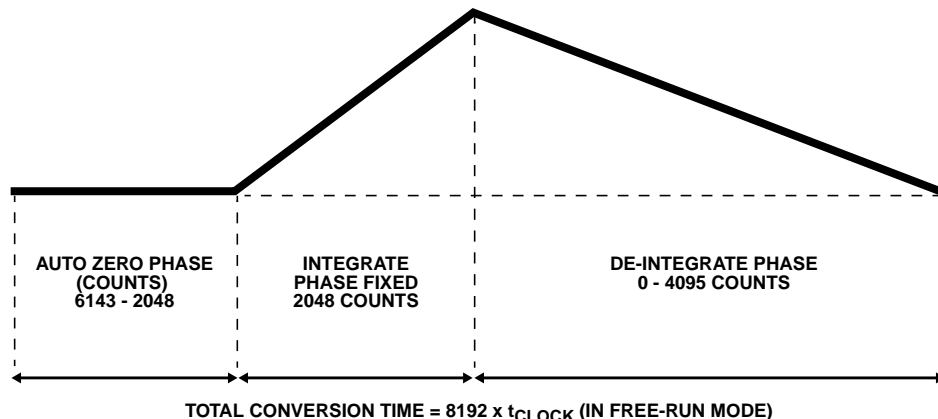 AUTO ZERO PHASE
(COUNTS)
6143 - 2048
INTEGRATE
PHASE FIXED
2048 COUNTS
DE-INTEGRATE PHASE
0 - 4095 COUNTS
TOTAL CONVERSION TIME = 8192 x tCLOCK (IN FREE-RUN MODE)